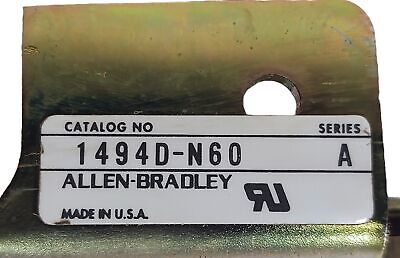 CATALOG NO SERIES
1494D-N60 A
ALLEN-BRADLEY
MADE IN U.S.A.